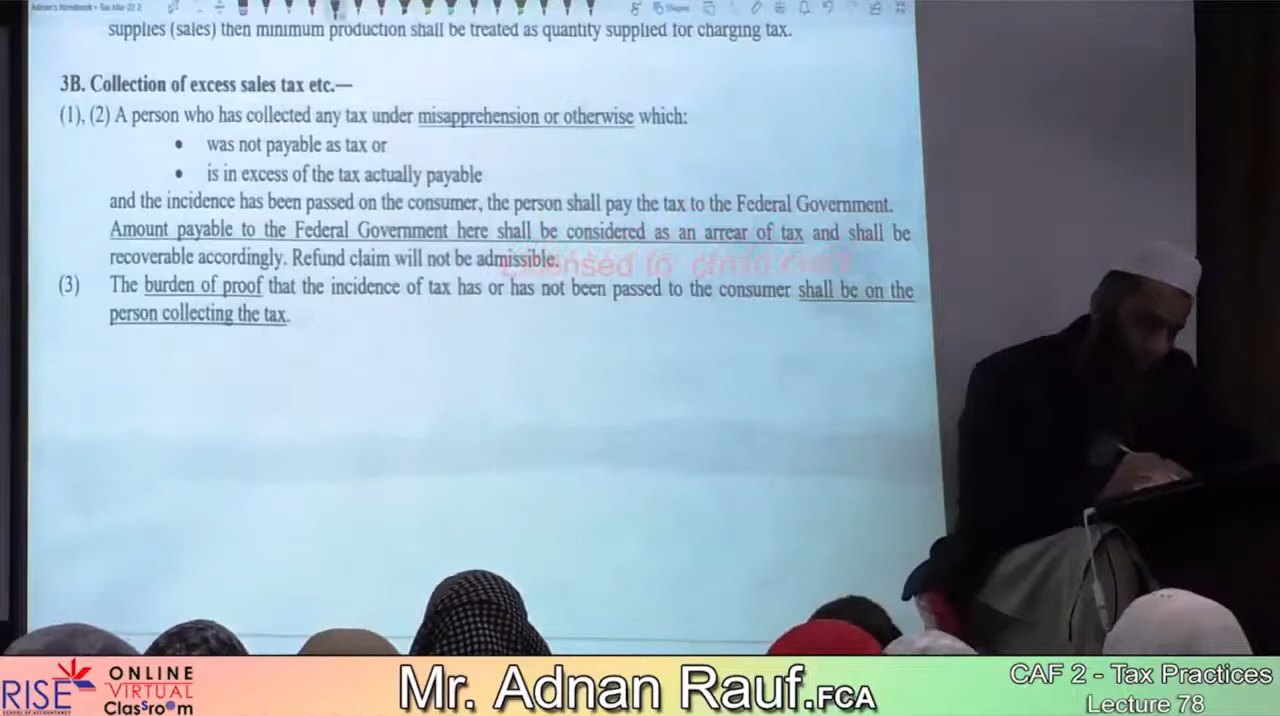 Adnan's Notebook
supplies (sales) then minimum production shall be treated as quantity supplied for charging tax.
3B. Collection of excess sales tax etc.—
(1), (2) A person who has collected any tax under misapprehension or otherwise which:
• was not payable as tax or
• is in excess of the tax actually payable
and the incidence has been passed on the consumer, the person shall pay the tax to the Federal Government.
Amount payable to the Federal Government here shall be considered as an arrear of tax and shall be
recoverable accordingly. Refund claim will not be admissible.
Licensed to
(3) The burden of proof that the incidence of tax has or has not been passed to the consumer shall be on the
person collecting the tax.
RISE
SCHOOL OF ACCOUNTANCY
ONLINE
VIRTUAL
Classroom
Mr. Adnan Rauf.FCA
CAF 2 - Tax Practices
Lecture 78